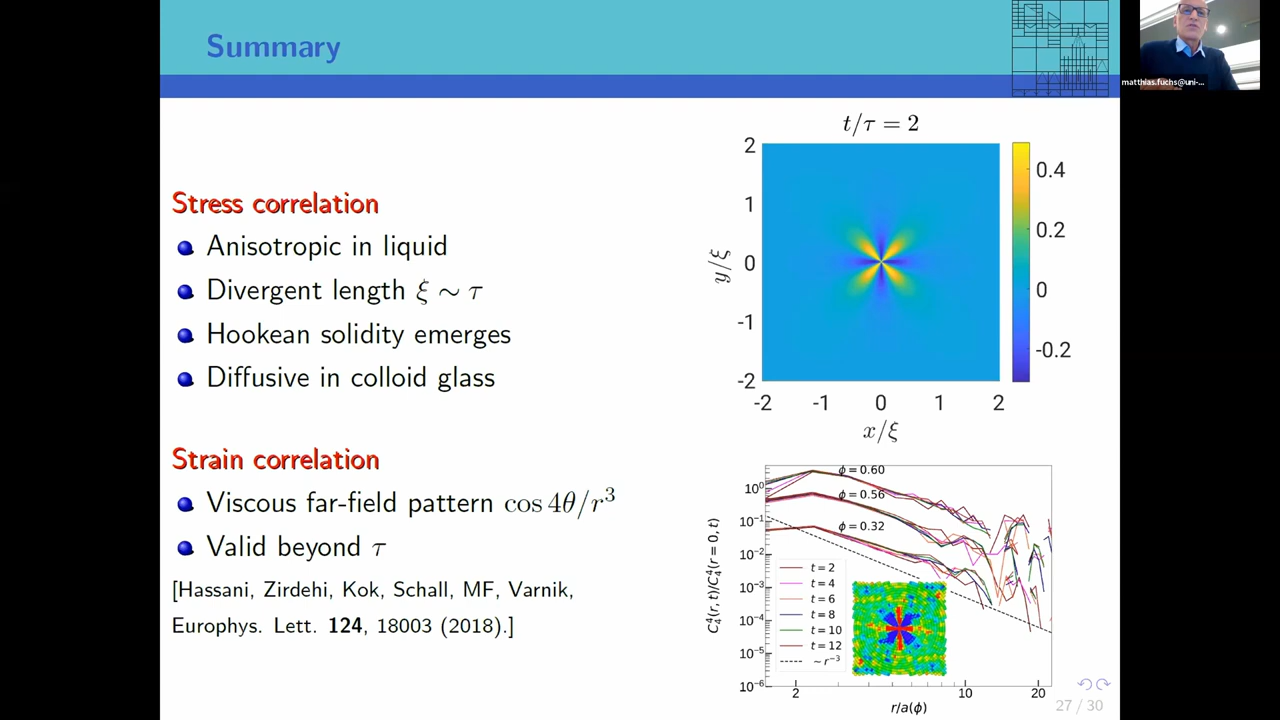 Summary
matthias.fuchs@uni-...
Stress correlation
Anisotropic in liquid
Divergent length ξ ∼ τ
Hookean solidity emerges
Diffusive in colloid glass
Strain correlation
Viscous far-field pattern cos 4θ/r³
Valid beyond τ
[Hassani, Zirdehi, Kok, Schall, MF, Varnik,
Europhys. Lett. 124, 18003 (2018).]
t/τ = 2
2
1
0
-1
-2
y/ξ
-2 -1 0 1 2
x/ξ
0.4
0.2
0
-0.2
ϕ = 0.60
ϕ = 0.56
ϕ = 0.32
10⁰
10⁻¹
10⁻²
10⁻³
10⁻⁴
10⁻⁵
10⁻⁶
C₄⁴(r, t)/C₄⁴(r = 0, t)
t = 2
t = 4
t = 6
t = 8
t = 10
t = 12
∼ r⁻³
2 10 20
r/a(ϕ)
27 / 30